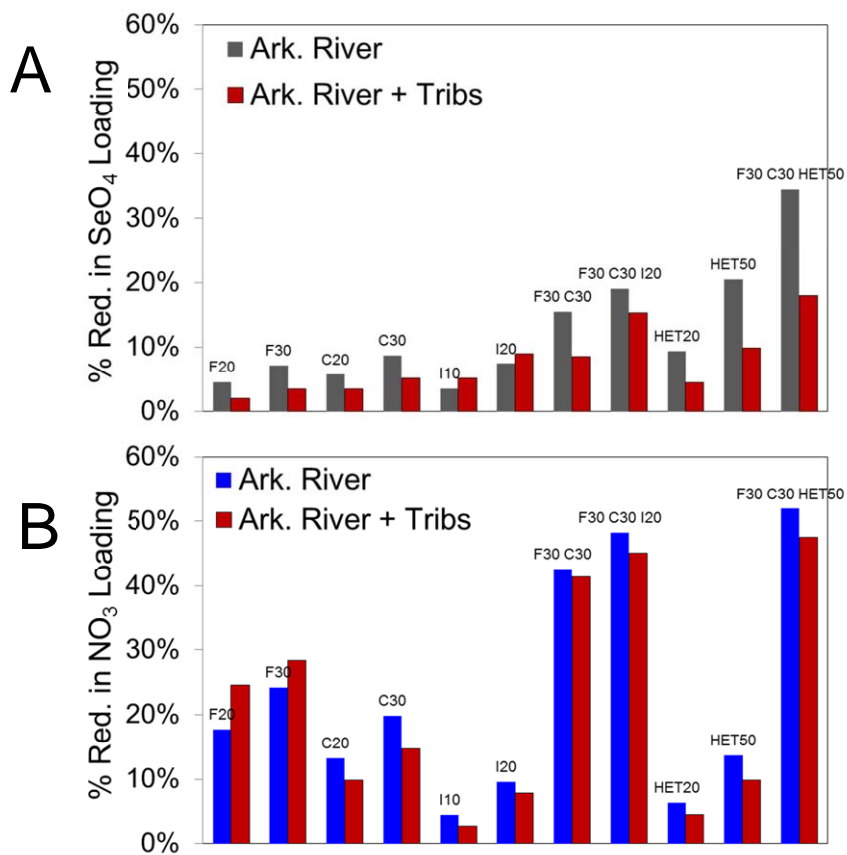 A
% Red. in SeO₄ Loading
60%
50%
40%
30%
20%
10%
0%
Ark. River
Ark. River + Tribs
F20
F30
C20
C30
I10
I20
F30 C30
F30 C30 I20
HET20
HET50
F30 C30 HET50
B
% Red. in NO₃ Loading
60%
50%
40%
30%
20%
10%
0%
Ark. River
Ark. River + Tribs
F20
F30
C20
C30
I10
I20
F30 C30
F30 C30 I20
HET20
HET50
F30 C30 HET50